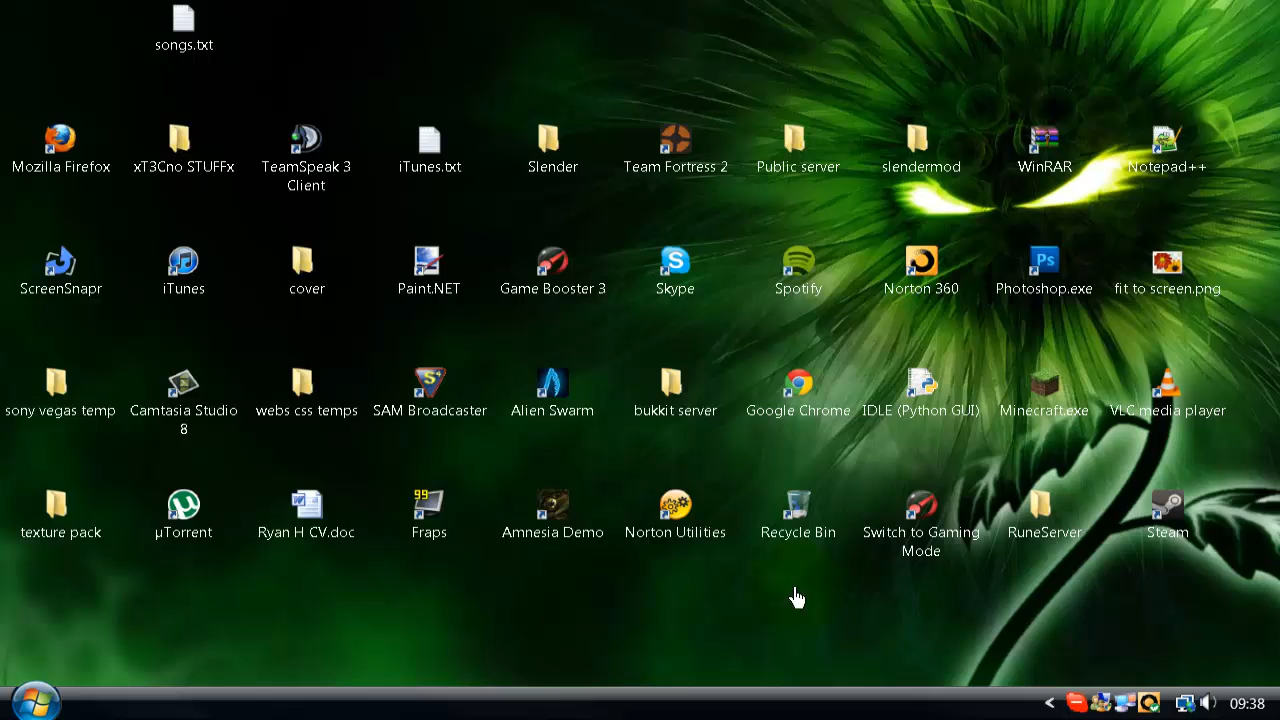 songs.txt
Mozilla Firefox
xT3Cno STUFFx
TeamSpeak 3
Client
iTunes.txt
Slender
Team Fortress 2
Public server
slendermod
WinRAR
Notepad++
ScreenSnapr
iTunes
cover
Paint.NET
Game Booster 3
Skype
Spotify
Norton 360
Ps
Photoshop.exe
fit to screen.png
sony vegas temp
Camtasia Studio
8
webs css temps
SAM Broadcaster
Alien Swarm
bukkit server
Google Chrome
IDLE (Python GUI)
Minecraft.exe
VLC media player
99
texture pack
µTorrent
Ryan H CV.doc
Fraps
Amnesia Demo
Norton Utilities
Recycle Bin
Switch to Gaming
Mode
RuneServer
Steam
09:38